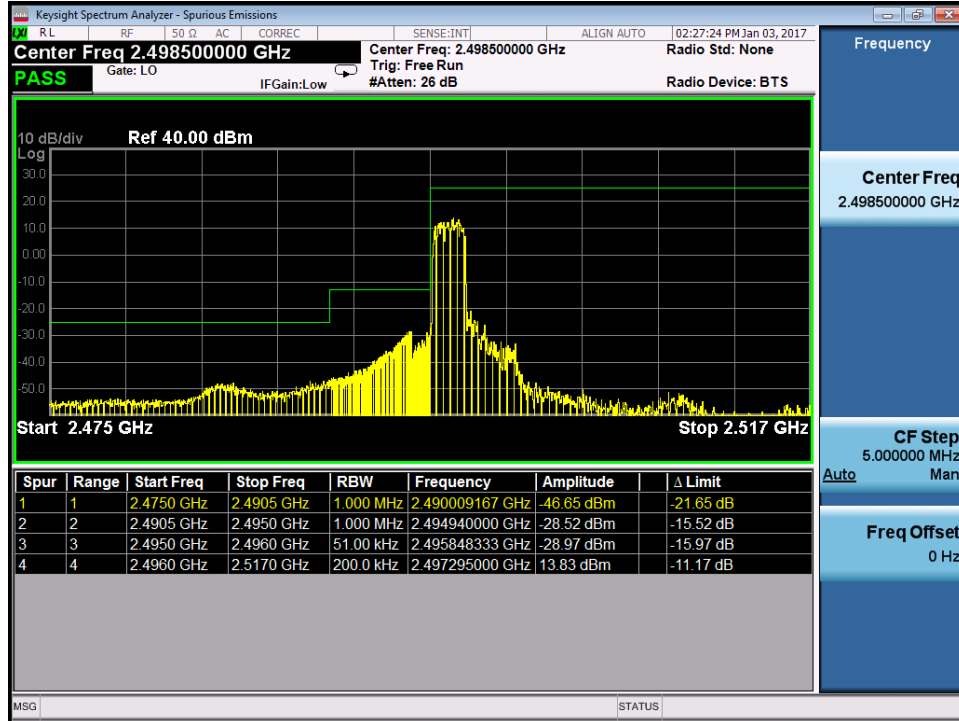 Keysight Spectrum Analyzer - Spurious Emissions
LXI RL RF 50 Ω AC CORREC SENSE:INT ALIGN AUTO 02:27:24 PM Jan 03, 2017
Center Freq 2.498500000 GHz Center Freq: 2.498500000 GHz Radio Std: None
Trig: Free Run
PASS Gate: LO IFGain:Low #Atten: 26 dB Radio Device: BTS
10 dB/div Ref 40.00 dBm
Log
30.0
20.0
10.0
0.00
-10.0
-20.0
-30.0
-40.0
-50.0
Start 2.475 GHz Stop 2.517 GHz
Spur Range Start Freq Stop Freq RBW Frequency Amplitude Δ Limit
1 1 2.4750 GHz 2.4905 GHz 1.000 MHz 2.490009167 GHz -46.65 dBm -21.65 dB
2 2 2.4905 GHz 2.4950 GHz 1.000 MHz 2.494940000 GHz -28.52 dBm -15.52 dB
3 3 2.4950 GHz 2.4960 GHz 51.00 kHz 2.495848333 GHz -28.97 dBm -15.97 dB
4 4 2.4960 GHz 2.5170 GHz 200.0 kHz 2.497295000 GHz 13.83 dBm -11.17 dB
MSG STATUS
Frequency
Center Freq
2.498500000 GHz
CF Step
5.000000 MHz
Auto Man
Freq Offset
0 Hz